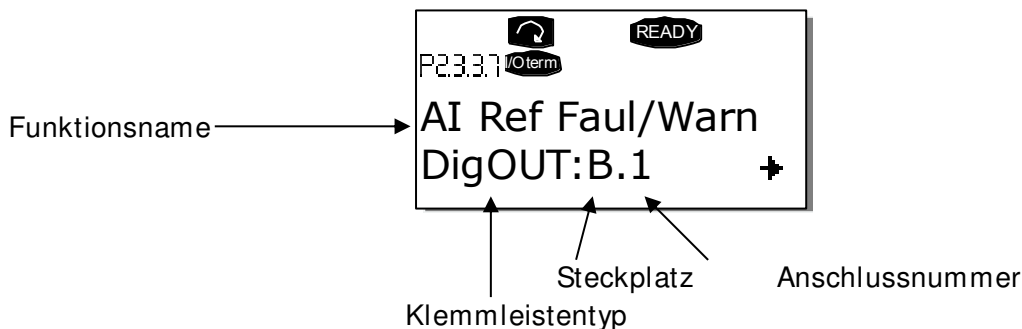 READY
P2.3.3.7 I/Oterm
Funktionsname
AI Ref Faul/Warn
DigOUT:B.1
Steckplatz Anschlussnummer
Klemmleistentyp